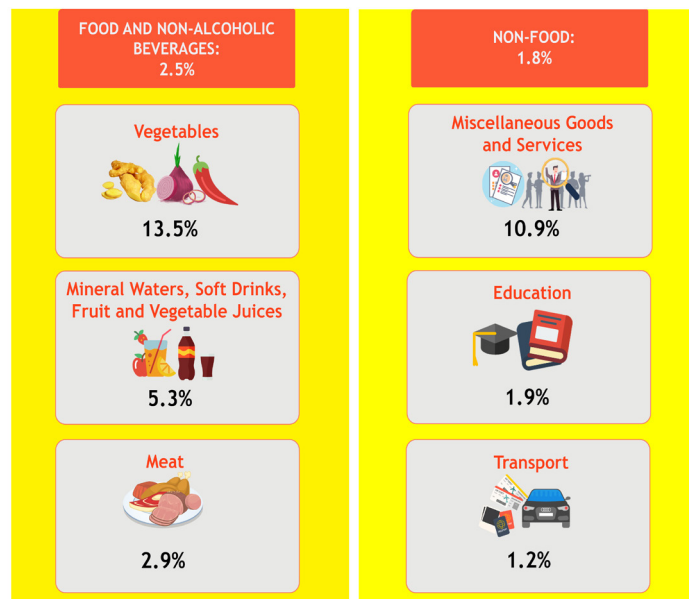 FOOD AND NON-ALCOHOLIC
BEVERAGES:
2.5%
Vegetables
13.5%
Mineral Waters, Soft Drinks,
Fruit and Vegetable Juices
5.3%
Meat
2.9%
NON-FOOD:
1.8%
Miscellaneous Goods
and Services
10.9%
Education
1.9%
Transport
1.2%